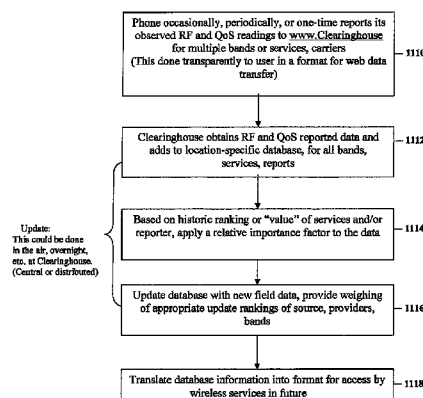 Phone occasionally, periodically, or one-time reports its
observed RF and QoS readings to www.Clearinghouse
for multiple bands or services, carriers
(This done transparently to user in a format for web data
transfer)
1110
Clearinghouse obtains RF and QoS reported data and
adds to location-specific database, for all bands,
services, reports
1112
Update:
This could be done
in the air, overnight,
etc. at Clearinghouse.
(Central or distributed)
Based on historic ranking or "value" of services and/or
reporter, apply a relative importance factor to the data
1114
Update database with new field data, provide weighing
of appropriate update rankings of source, providers,
bands
1116
Translate database information into format for access by
wireless services in future
1118